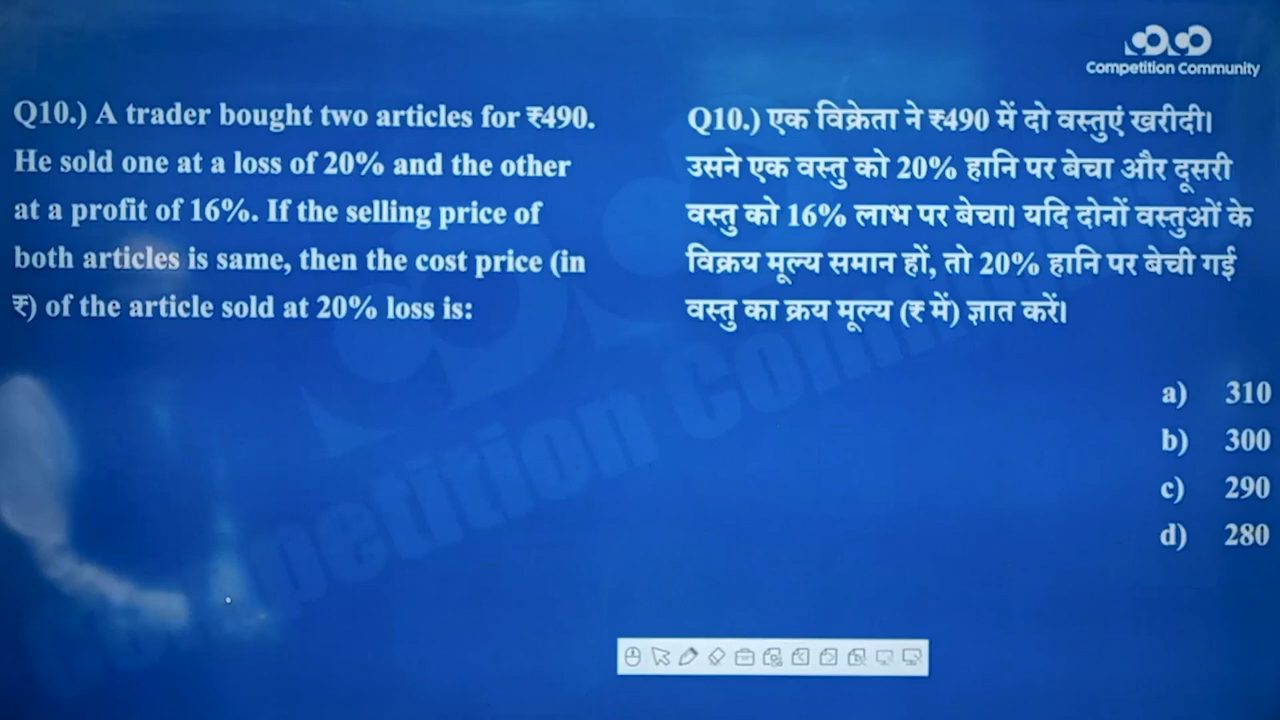 Competition Community
Q10.) A trader bought two articles for ₹490.
He sold one at a loss of 20% and the other
at a profit of 16%. If the selling price of
both articles is same, then the cost price (in
₹) of the article sold at 20% loss is:
Q10.) एक विक्रेता ने ₹490 में दो वस्तुएं खरीदी।
उसने एक वस्तु को 20% हानि पर बेचा और दूसरी
वस्तु को 16% लाभ पर बेचा। यदि दोनों वस्तुओं के
विक्रय मूल्य समान हों, तो 20% हानि पर बेची गई
वस्तु का क्रय मूल्य (₹ में) ज्ञात करें।
a) 310
b) 300
c) 290
d) 280
petition Community